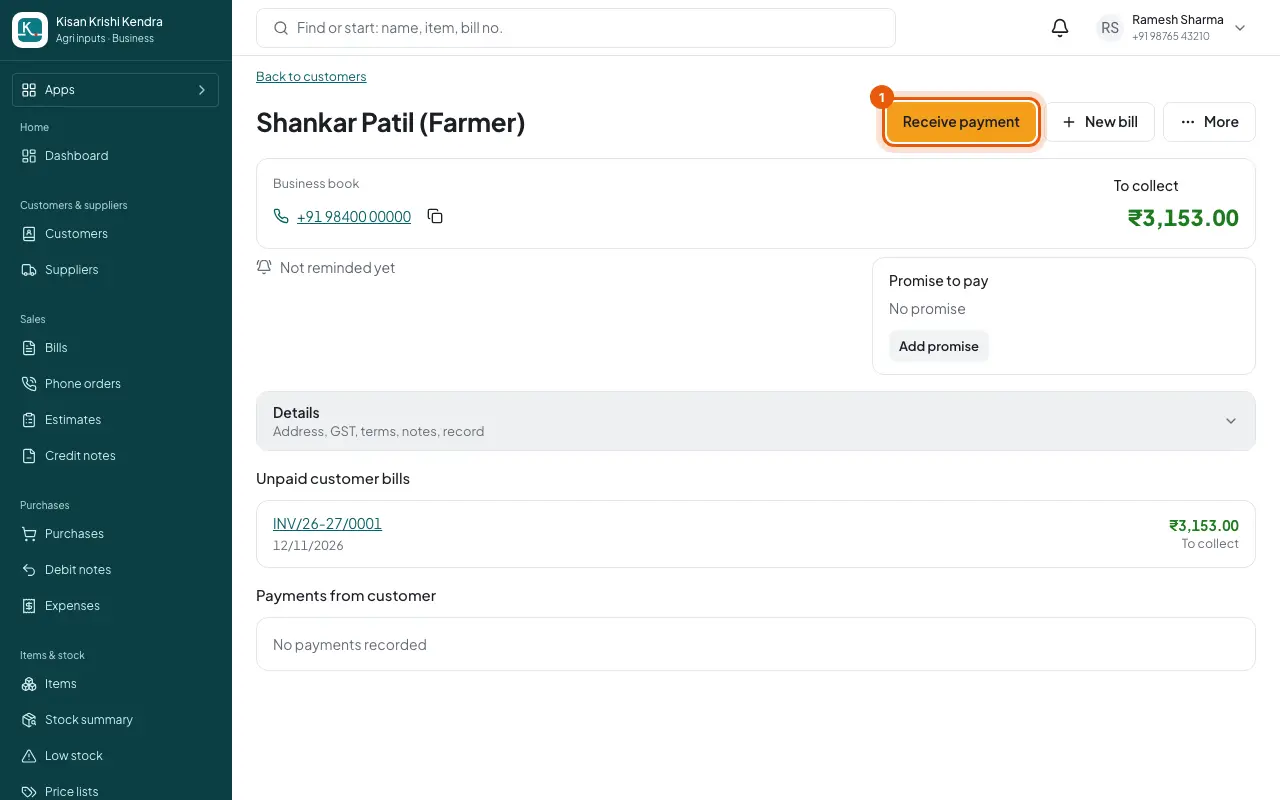 Kisan Krishi Kendra
Agri inputs · Business
Find or start: name, item, bill no.
RS
Ramesh Sharma
+91 98765 43210
Apps
Home
Dashboard
Customers & suppliers
Customers
Suppliers
Sales
Bills
Phone orders
Estimates
Credit notes
Purchases
Purchases
Debit notes
Expenses
Items & stock
Items
Stock summary
Low stock
Price lists
Back to customers
Shankar Patil (Farmer)
1
Receive payment
New bill
More
Business book
+91 98400 00000
To collect
₹3,153.00
Not reminded yet
Promise to pay
No promise
Add promise
Details
Address, GST, terms, notes, record
Unpaid customer bills
INV/26-27/0001
12/11/2026
₹3,153.00
To collect
Payments from customer
No payments recorded